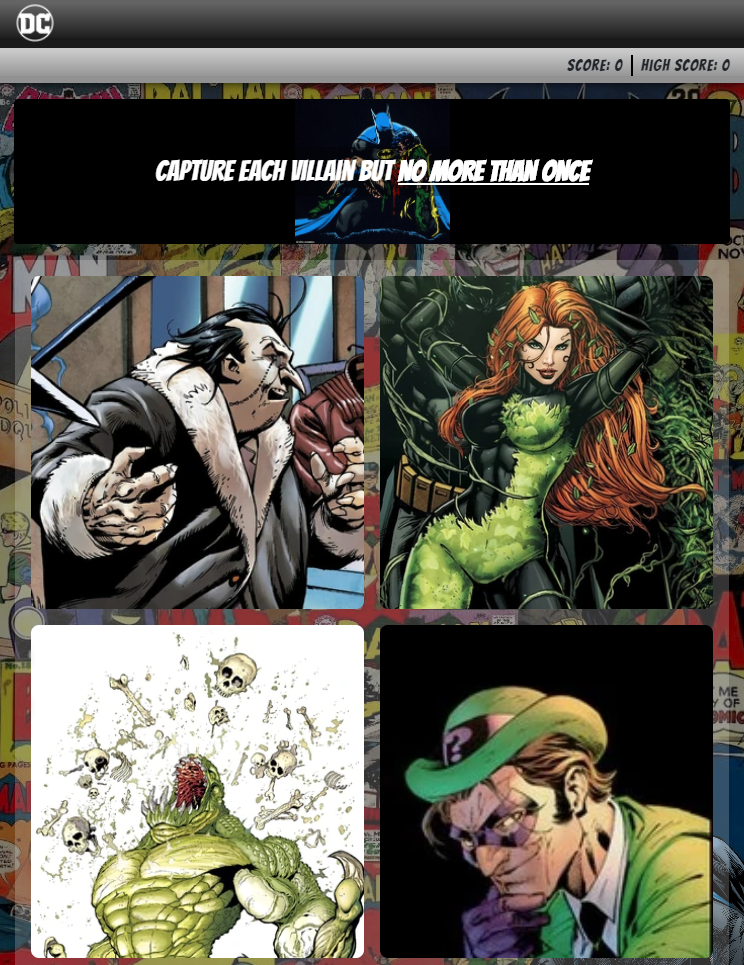 DC
SCORE: 0 | HIGH SCORE: 0
CAPTURE EACH VILLAIN BUT NO MORE THAN ONCE
?